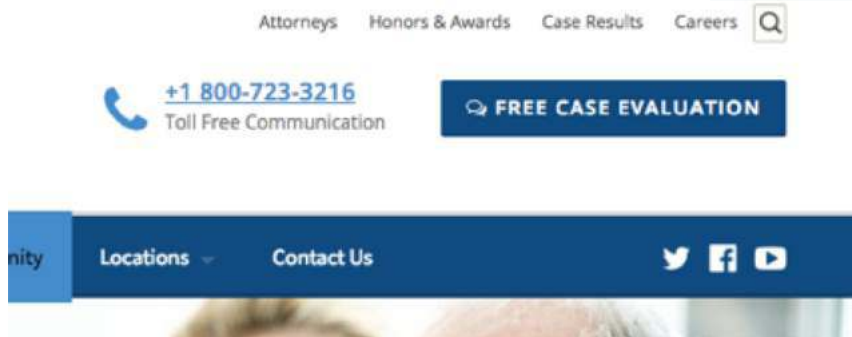 Attorneys Honors & Awards Case Results Careers
+1 800-723-3216
Toll Free Communication
FREE CASE EVALUATION
nity Locations Contact Us